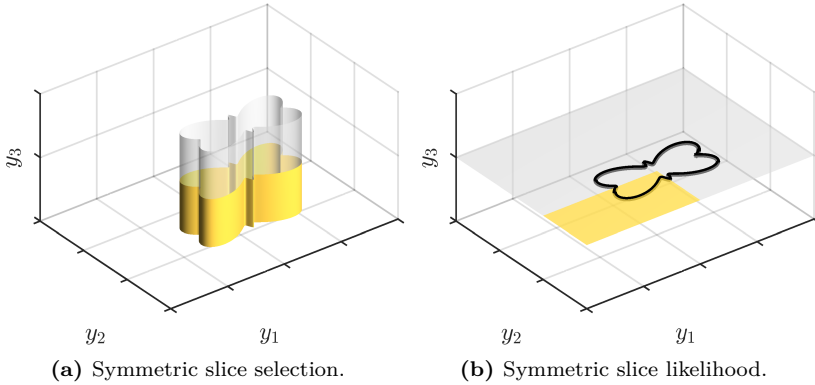 y₃
y₂
y₁
(a) Symmetric slice selection.
y₃
y₂
y₁
(b) Symmetric slice likelihood.